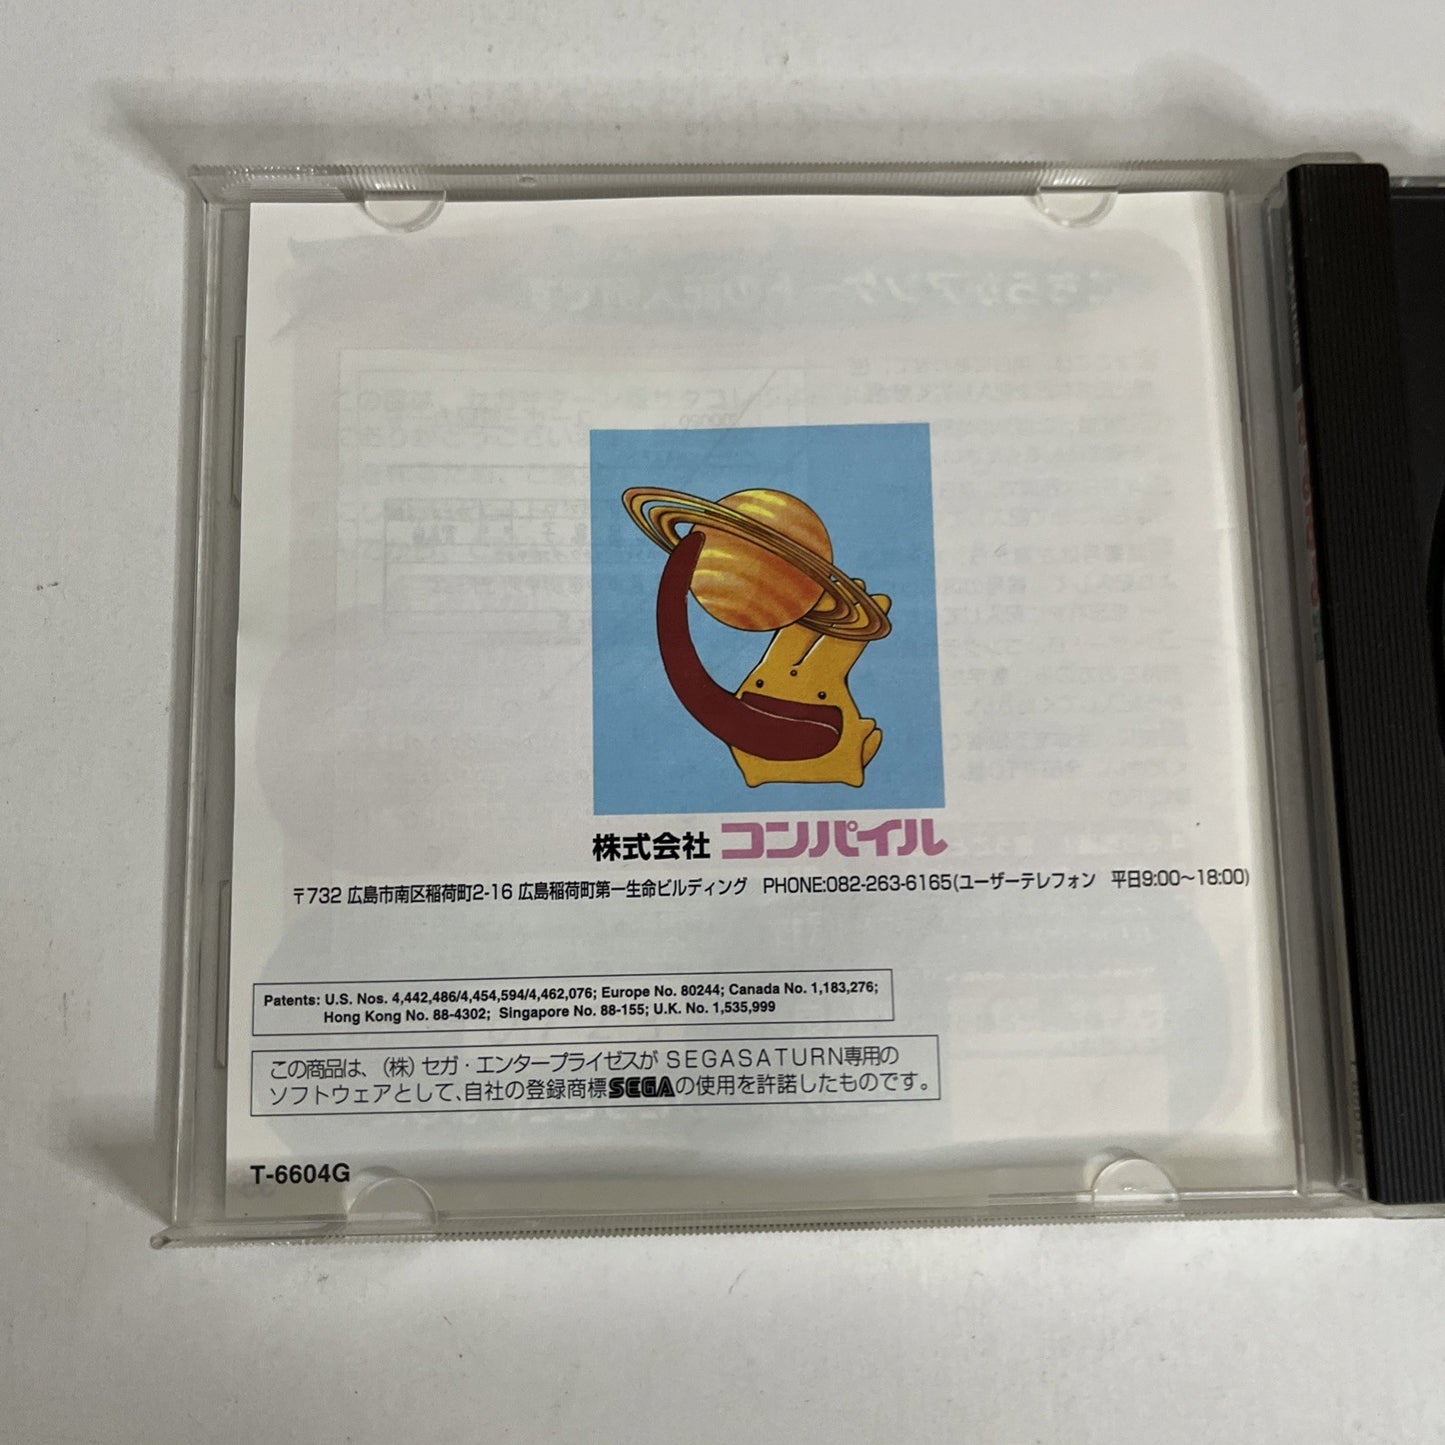 株式会社 コンパイル
〒732 広島市南区稲荷町2-16 広島稲荷町第一生命ビルディング　PHONE:082-263-6165(ユーザーテレフォン　平日9:00〜18:00)
Patents: U.S. Nos. 4,442,486/4,454,594/4,462,076; Europe No. 80244; Canada No. 1,183,276;
Hong Kong No. 88-4302; Singapore No. 88-155; U.K. No. 1,535,999
この商品は、（株）セガ・エンタープライゼスが SEGASATURN専用の
ソフトウェアとして、自社の登録商標SEGAの使用を許諾したものです。
T-6604G